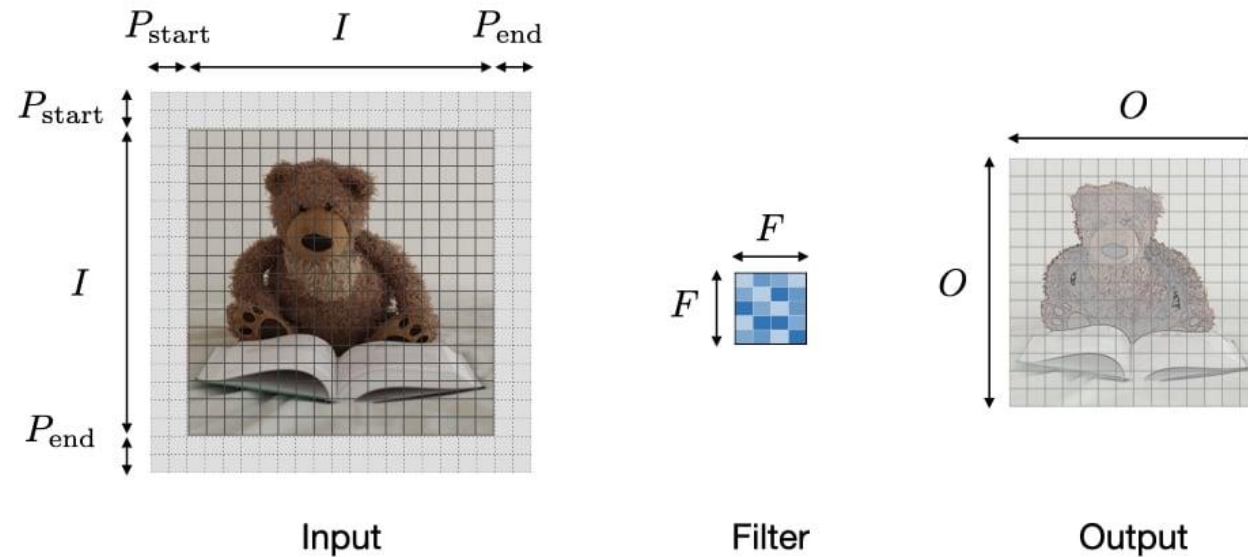 P_start I P_end
P_start
O
F
I
F
O
P_end
Input Filter Output